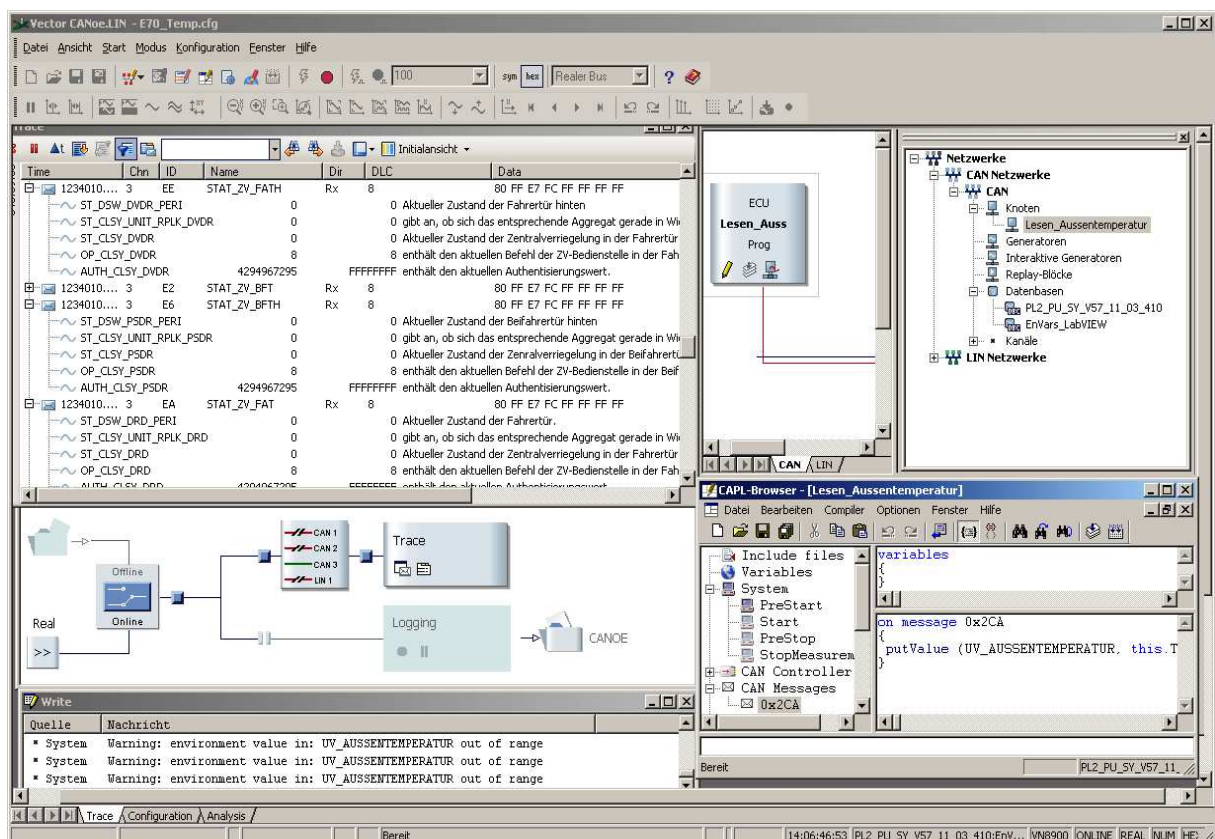 Vector CANoe.LIN - E70_Temp.cfg
Datei Ansicht Start Modus Konfiguration Fenster Hilfe
100 sym hex Realer Bus
Trace
Initialansicht
Time Chn ID Name Dir DLC Data
1234010.... 3 EE STAT_ZV_FATH Rx 8 80 FF E7 FC FF FF FF FF
ST_DSW_DVDR_PERI 0 0 Aktueller Zustand der Fahrertür hinten
ST_CLSY_UNIT_RPLK_DVDR 0 0 gibt an, ob sich das entsprechende Aggregat gerade in Wi
ST_CLSY_DVDR 0 0 Aktueller Zustand der Zentralverriegelung in der Fahrertür
OP_CLSY_DVDR 8 8 enthält den aktuellen Befehl der ZV-Bedienstelle in der Fah
AUTH_CLSY_DVDR 4294967295 FFFFFFFF enthält den aktuellen Authentisierungswert.
1234010.... 3 E2 STAT_ZV_BFT Rx 8 80 FF E7 FC FF FF FF FF
1234010.... 3 E6 STAT_ZV_BFTH Rx 8 80 FF E7 FC FF FF FF FF
ST_DSW_PSDR_PERI 0 0 Aktueller Zustand der Beifahrertür hinten
ST_CLSY_UNIT_RPLK_PSDR 0 0 gibt an, ob sich das entsprechende Aggregat gerade in Wi
ST_CLSY_PSDR 0 0 Aktueller Zustand der Zenralverriegelung in der Beifahrertü
OP_CLSY_PSDR 8 8 enthält den aktuellen Befehl der ZV-Bedienstelle in der Beif
AUTH_CLSY_PSDR 4294967295 FFFFFFFF enthält den aktuellen Authentisierungswert.
1234010.... 3 EA STAT_ZV_FAT Rx 8 80 FF E7 FC FF FF FF FF
ST_DSW_DRD_PERI 0 0 Aktueller Zustand der Fahrertür.
ST_CLSY_UNIT_RPLK_DRD 0 0 gibt an, ob sich das entsprechende Aggregat gerade in Wi
ST_CLSY_DRD 0 0 Aktueller Zustand der Zentralverriegelung in der Fahrertür
OP_CLSY_DRD 8 8 enthält den aktuellen Befehl der ZV-Bedienstelle in der Fah
AUTH_CLSY_DRD 4294967295 FFFFFFFF enthält den aktuellen Authentisierungswert.
ECU
Lesen_Auss
Prog
CAN LIN
Netzwerke
CAN Netzwerke
CAN
Knoten
Lesen_Aussentemperatur
Generatoren
Interaktive Generatoren
Replay-Blöcke
Datenbasen
PL2_PU_SY_V57_11_03_410
EnVars_LabVIEW
Kanäle
LIN Netzwerke
Real
>>
Offline
Online
CAN 1
CAN 2
CAN 3
LIN 1
Trace
Logging
CANOE
CAPL-Browser - [Lesen_Aussentemperatur]
Datei Bearbeiten Compiler Optionen Fenster Hilfe
Include files
Variables
System
PreStart
Start
PreStop
StopMeasurem
CAN Controller
CAN Messages
0x2CA
variables
{
}
on message 0x2CA
{
putValue (UV_AUSSENTEMPERATUR, this.T
}
Bereit PL2_PU_SY_V57_11_
Write
Quelle Nachricht
System Warning: environment value in: UV_AUSSENTEMPERATUR out of range
System Warning: environment value in: UV_AUSSENTEMPERATUR out of range
System Warning: environment value in: UV_AUSSENTEMPERATUR out of range
Trace Configuration Analysis
Bereit 14:06:46:53 PL2_PU_SY_V57_11_03_410;EnV... VN8900 ONLINE REAL NUM HE